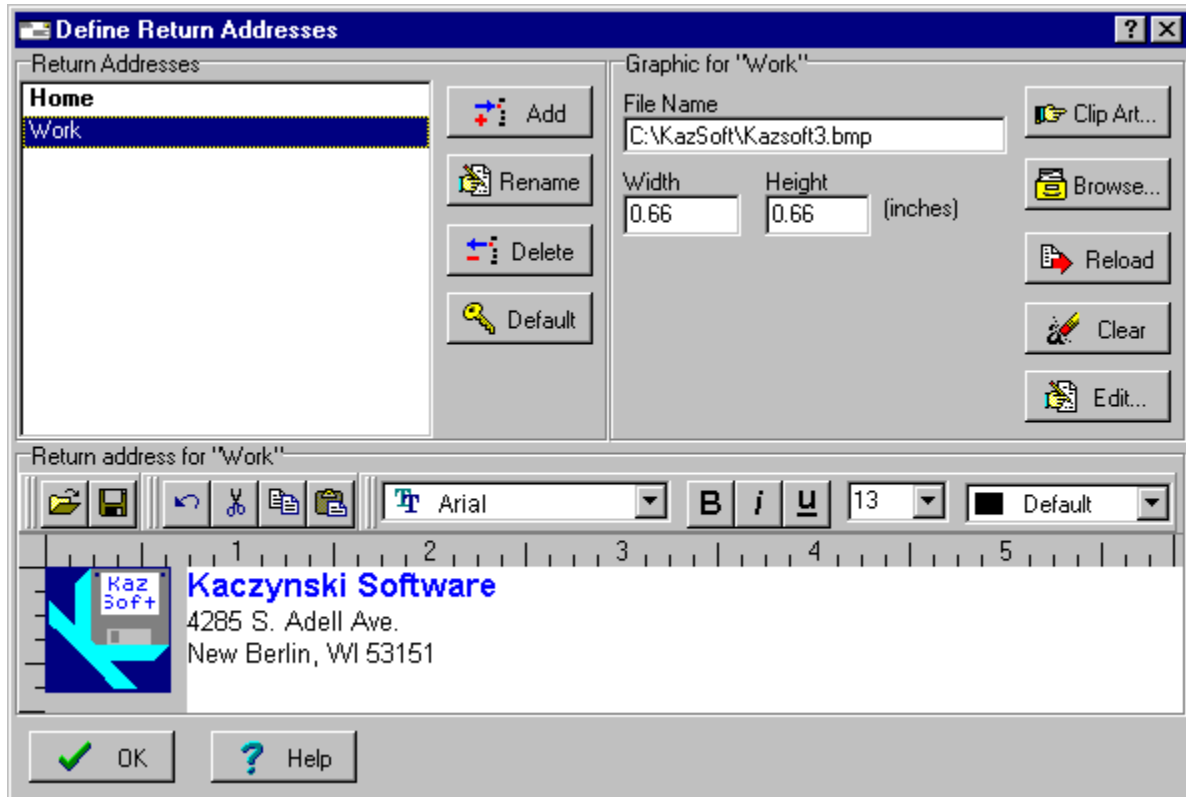 Define Return Addresses
Return Addresses
Home
Work
Add
Rename
Delete
Default
Graphic for "Work"
File Name
C:\KazSoft\Kazsoft3.bmp
Width Height
0.66 0.66 (inches)
Clip Art...
Browse...
Reload
Clear
Edit...
Return address for "Work"
Arial B i u 13 Default
1 2 3 4 5
Kaz
Soft
Kaczynski Software
4285 S. Adell Ave.
New Berlin, WI 53151
OK ? Help